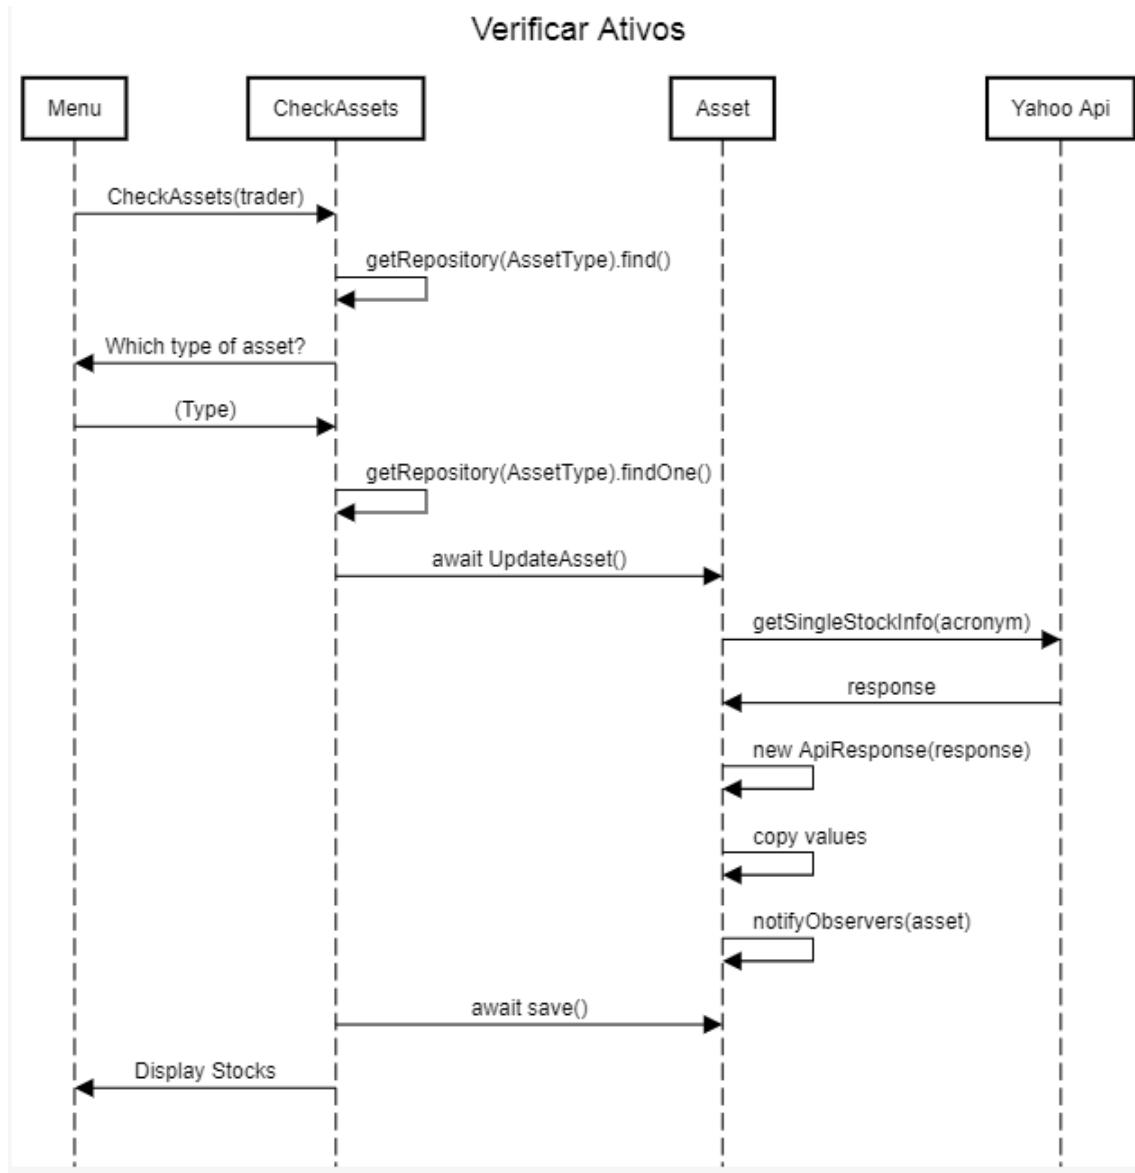 Verificar Ativos
Menu
CheckAssets
Asset
Yahoo Api
CheckAssets(trader)
getRepository(AssetType).find()
Which type of asset?
(Type)
getRepository(AssetType).findOne()
await UpdateAsset()
getSingleStockInfo(acronym)
response
new ApiResponse(response)
copy values
notifyObservers(asset)
await save()
Display Stocks